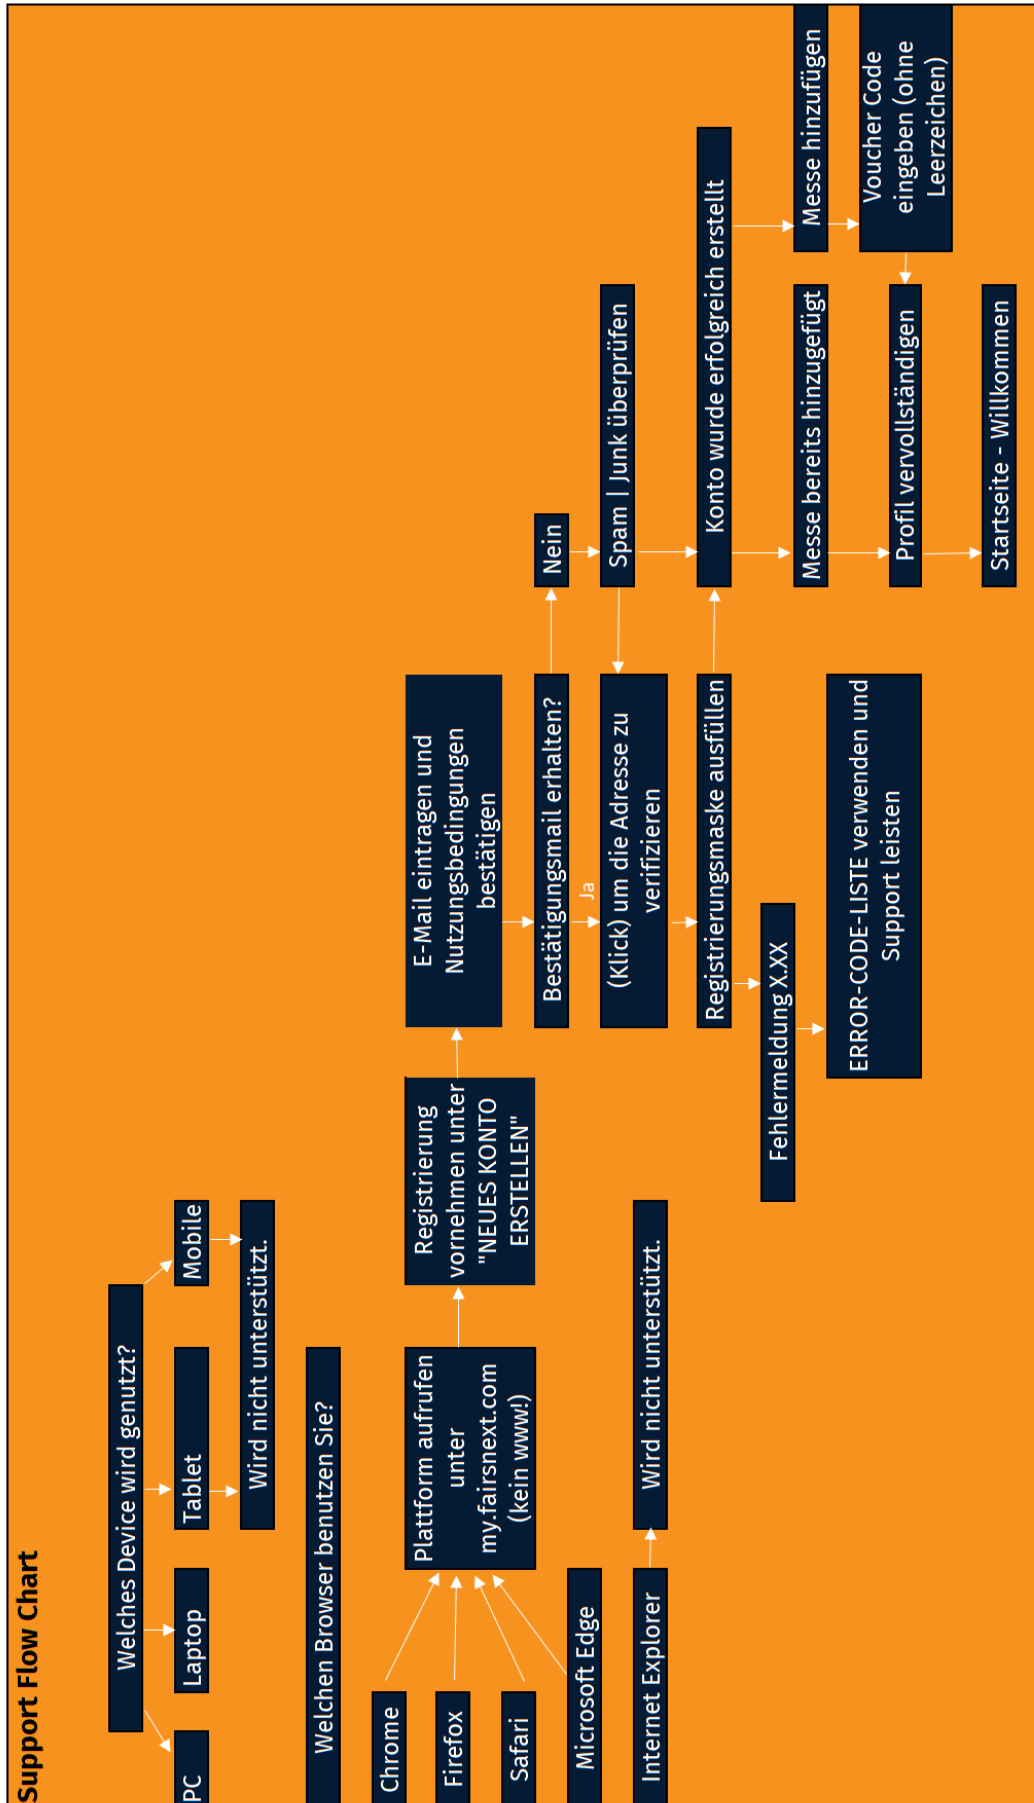 Support Flow Chart
Welches Device wird genutzt?
PC
Laptop
Tablet
Mobile
Wird nicht unterstützt.
Welchen Browser benutzen Sie?
Chrome
Firefox
Safari
Microsoft Edge
Internet Explorer
Wird nicht unterstützt.
Plattform aufrufen
unter
my.fairsnext.com
(kein www!)
Registrierung
vornehmen unter
"NEUES KONTO
ERSTELLEN"
E-Mail eintragen und
Nutzungsbedingungen
bestätigen
Bestätigungsmail erhalten?
Nein
Ja
Spam | Junk überprüfen
(Klick) um die Adresse zu
verifizieren
Registrierungsmaske ausfüllen
Konto wurde erfolgreich erstellt
Fehlermeldung X.XX
ERROR-CODE-LISTE verwenden und
Support leisten
Messe bereits hinzugefügt
Messe hinzufügen
Voucher Code
eingeben (ohne
Leerzeichen)
Profil vervollständigen
Startseite - Willkommen